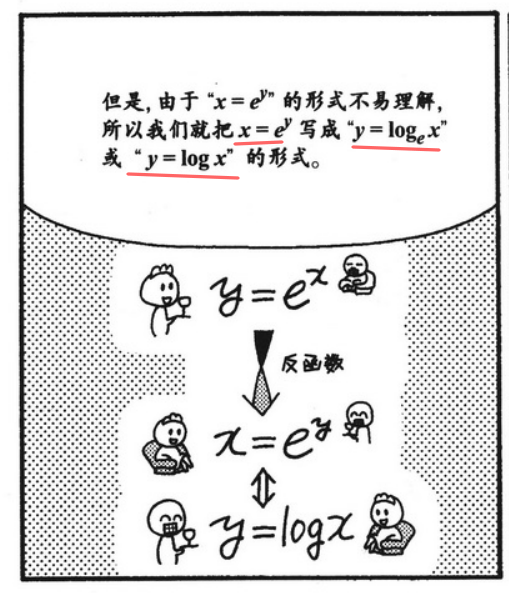 但是，由于“x = e^y”的形式不易理解，
所以我们就把 x = e^y 写成“y = log_e x”
或“y = log x”的形式。
y=e^x
反函数
x=e^y
y=logx